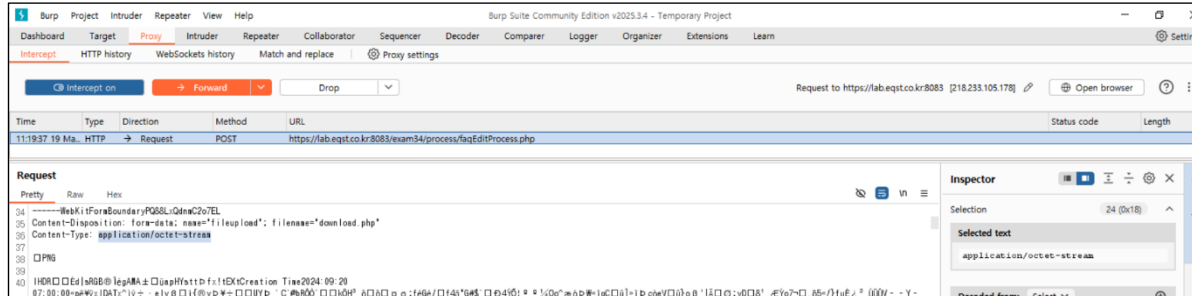 Burp Project Intruder Repeater View Help Burp Suite Community Edition v2025.3.4 - Temporary Project
Dashboard Target Proxy Intruder Repeater Collaborator Sequencer Decoder Comparer Logger Organizer Extensions Learn
Intercept HTTP history WebSockets history Match and replace Proxy settings
Intercept on → Forward Drop Request to https://lab.eqst.co.kr:8083 [218.233.105.178] Open browser
Time Type Direction Method URL Status code Length
11:19:37 19 Ma... HTTP → Request POST https://lab.eqst.co.kr:8083/exam34/process/faqEditProcess.php
Request Inspector
Pretty Raw Hex \n
Selection 24 (0x18)
34 ------WebKitFormBoundaryPQ88LxQdnmC2o7EL
35 Content-Disposition: form-data; name="fileupload"; filename="download.php"
Selected text
36 Content-Type: application/octet-stream
application/octet-stream
37
38 PNG
39
40